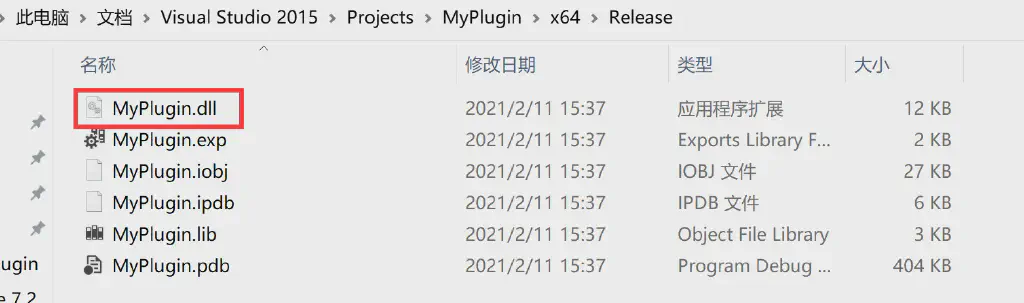 此电脑 > 文档 > Visual Studio 2015 > Projects > MyPlugin > x64 > Release
名称 修改日期 类型 大小
MyPlugin.dll 2021/2/11 15:37 应用程序扩展 12 KB
MyPlugin.exp 2021/2/11 15:37 Exports Library F... 2 KB
MyPlugin.iobj 2021/2/11 15:37 IOBJ 文件 27 KB
MyPlugin.ipdb 2021/2/11 15:37 IPDB 文件 6 KB
MyPlugin.lib 2021/2/11 15:37 Object File Library 3 KB
lugin MyPlugin.pdb 2021/2/11 15:37 Program Debug ... 404 KB
7.2